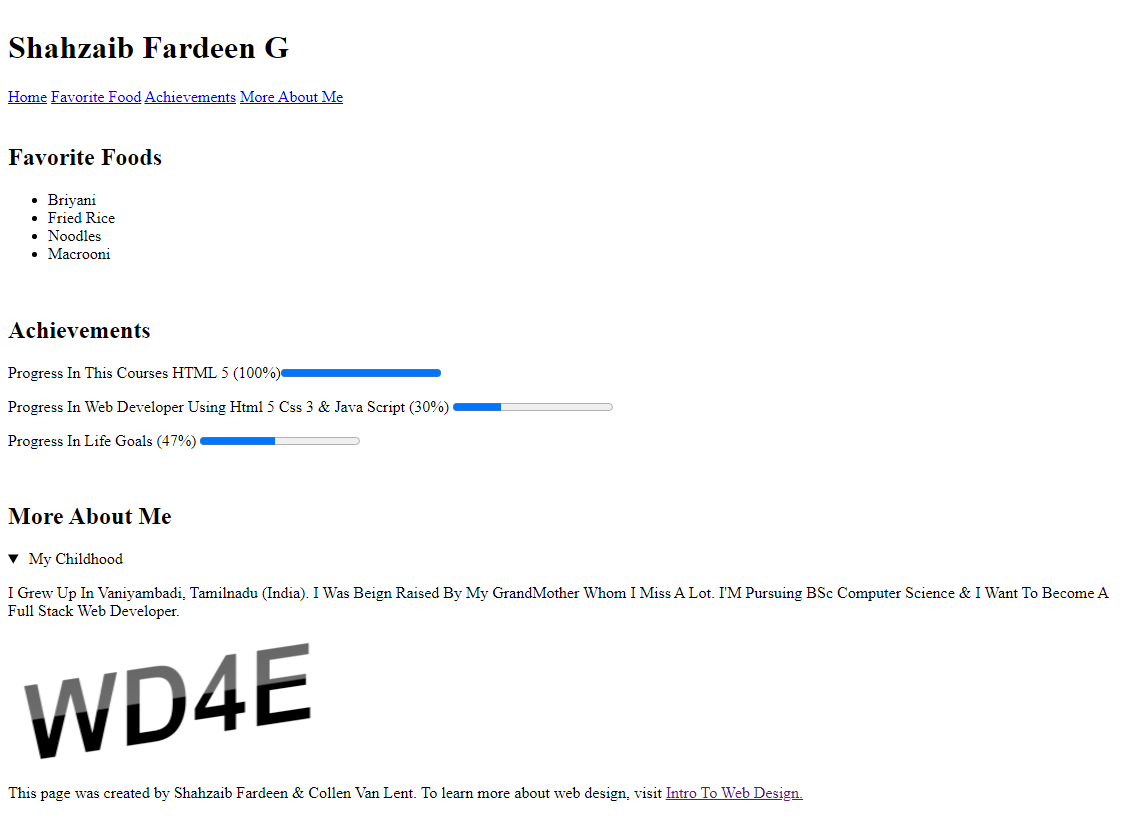 Shahzaib Fardeen G
Home Favorite Food Achievements More About Me
Favorite Foods
Briyani
Fried Rice
Noodles
Macrooni
Achievements
Progress In This Courses HTML 5 (100%)
Progress In Web Developer Using Html 5 Css 3 & Java Script (30%)
Progress In Life Goals (47%)
More About Me
My Childhood
I Grew Up In Vaniyambadi, Tamilnadu (India). I Was Beign Raised By My GrandMother Whom I Miss A Lot. I'M Pursuing BSc Computer Science & I Want To Become A
Full Stack Web Developer.
WD4E
This page was created by Shahzaib Fardeen & Collen Van Lent. To learn more about web design, visit Intro To Web Design.